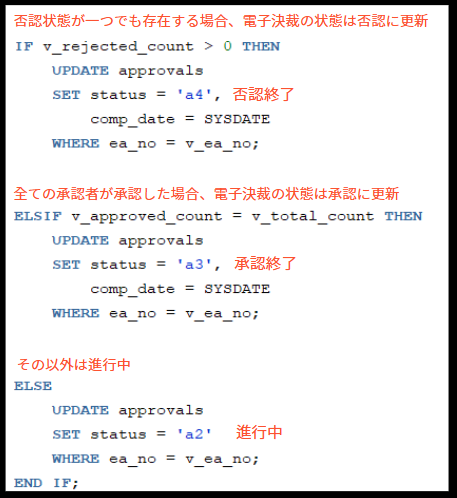 否認状態が一つでも存在する場合、電子決裁の状態は否認に更新
IF v_rejected_count > 0 THEN
UPDATE approvals
SET status = 'a4', 否認終了
comp_date = SYSDATE
WHERE ea_no = v_ea_no;
全ての承認者が承認した場合、電子決裁の状態は承認に更新
ELSIF v_approved_count = v_total_count THEN
UPDATE approvals
SET status = 'a3', 承認終了
comp_date = SYSDATE
WHERE ea_no = v_ea_no;
その以外は進行中
ELSE
UPDATE approvals
SET status = 'a2' 進行中
WHERE ea_no = v_ea_no;
END IF;